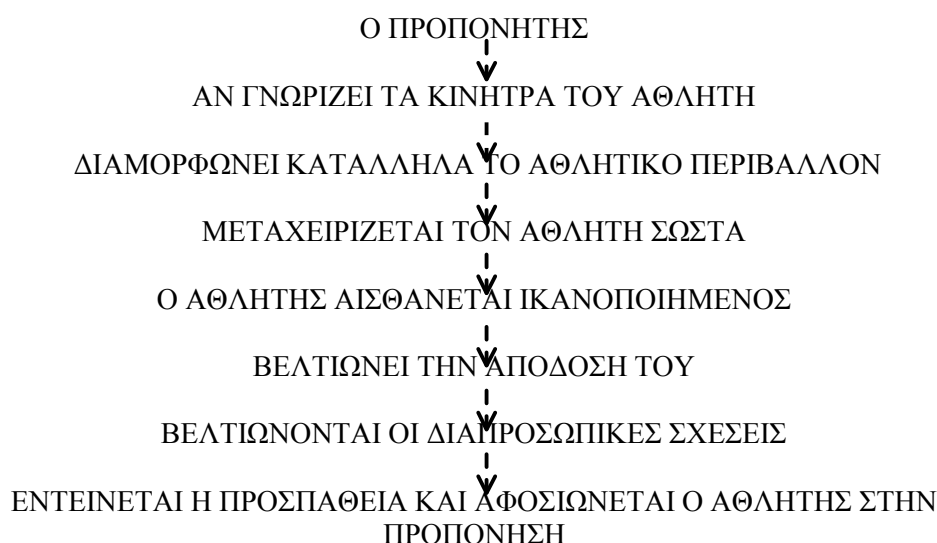 Ο ΠΡΟΠΟΝΗΤΗΣ
ΑΝ ΓΝΩΡΙΖΕΙ ΤΑ ΚΙΝΗΤΡΑ ΤΟΥ ΑΘΛΗΤΗ
ΔΙΑΜΟΡΦΩΝΕΙ ΚΑΤΑΛΛΗΛΑ ΤΟ ΑΘΛΗΤΙΚΟ ΠΕΡΙΒΑΛΛΟΝ
ΜΕΤΑΧΕΙΡΙΖΕΤΑΙ ΤΟΝ ΑΘΛΗΤΗ ΣΩΣΤΑ
Ο ΑΘΛΗΤΗΣ ΑΙΣΘΑΝΕΤΑΙ ΙΚΑΝΟΠΟΙΗΜΕΝΟΣ
ΒΕΛΤΙΩΝΕΙ ΤΗΝ ΑΠΟΔΟΣΗ ΤΟΥ
ΒΕΛΤΙΩΝΟΝΤΑΙ ΟΙ ΔΙΑΠΡΟΣΩΠΙΚΕΣ ΣΧΕΣΕΙΣ
ΕΝΤΕΙΝΕΤΑΙ Η ΠΡΟΣΠΑΘΕΙΑ ΚΑΙ ΑΦΟΣΙΩΝΕΤΑΙ Ο ΑΘΛΗΤΗΣ ΣΤΗΝ
ΠΡΟΠΟΝΗΣΗ